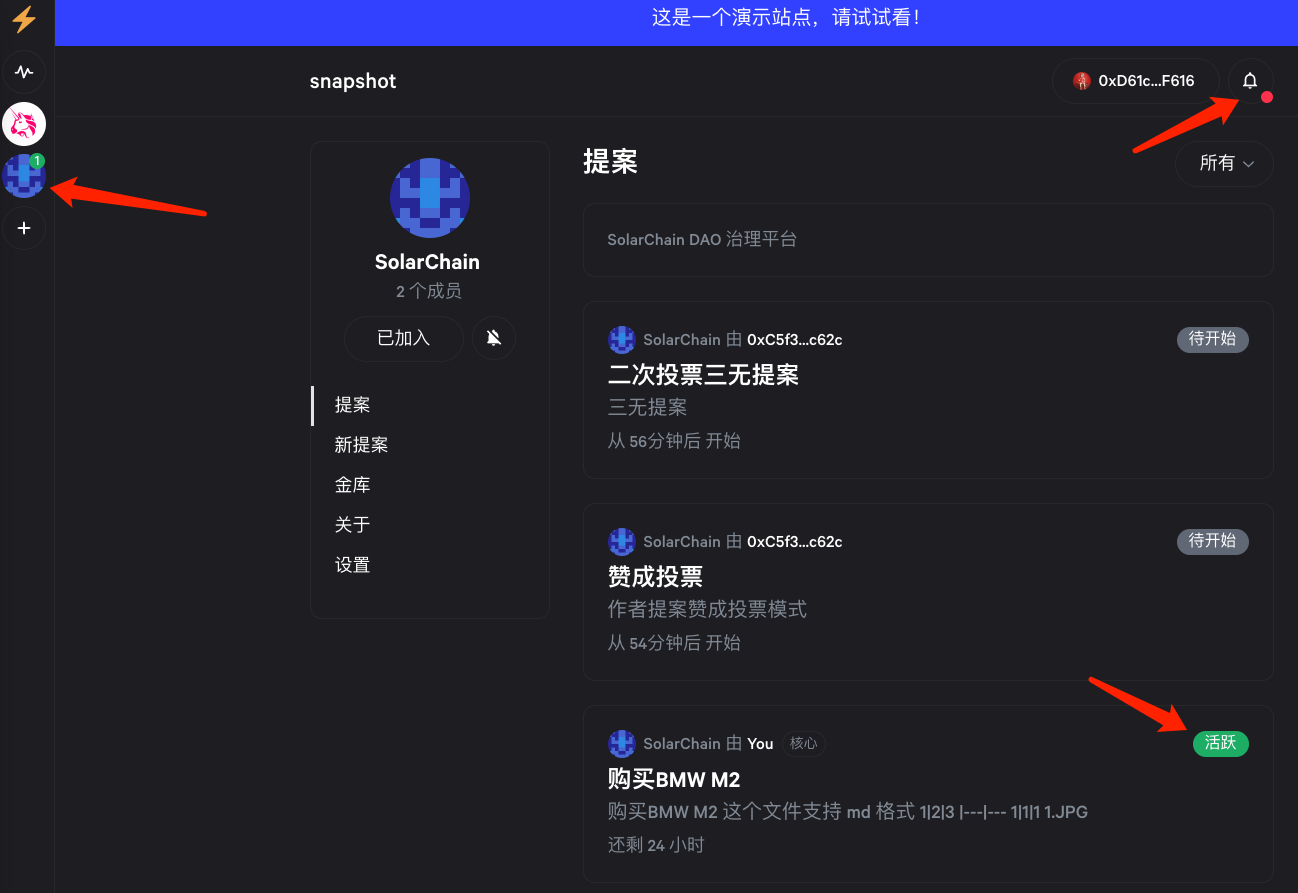 这是一个演示站点，请试试看！
snapshot
0xD61c...F616
1
SolarChain
2 个成员
已加入
提案
新提案
金库
关于
设置
提案
所有
SolarChain DAO 治理平台
SolarChain 由 0xC5f3...c62c
待开始
二次投票三无提案
三无提案
从 56分钟后 开始
SolarChain 由 0xC5f3...c62c
待开始
赞成投票
作者提案赞成投票模式
从 54分钟后 开始
SolarChain 由 You 核心
活跃
购买BMW M2
购买BMW M2 这个文件支持 md 格式 1|2|3 |---|--- 1|1|1 1.JPG
还剩 24 小时